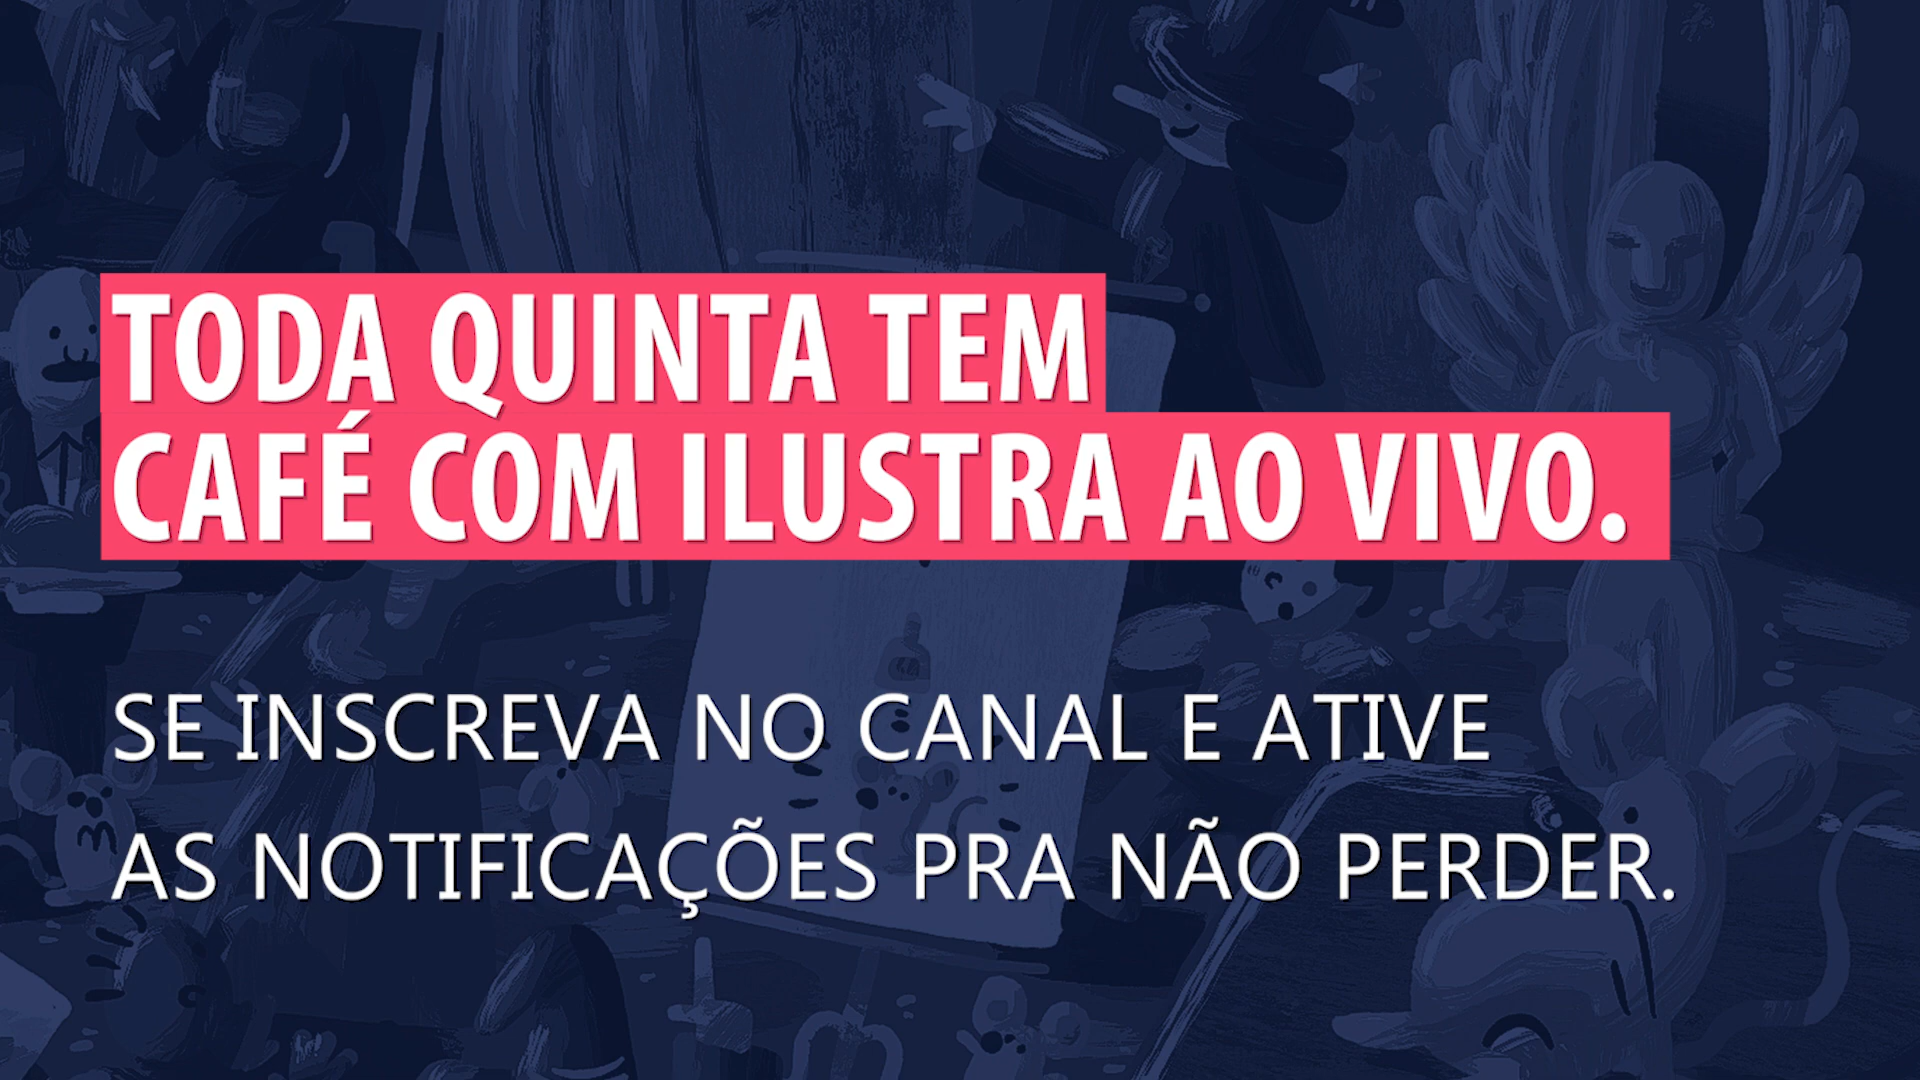 TODA QUINTA TEM
CAFÉ COM ILUSTRA AO VIVO.
SE INSCREVA NO CANAL E ATIVE
AS NOTIFICAÇÕES PRA NÃO PERDER.